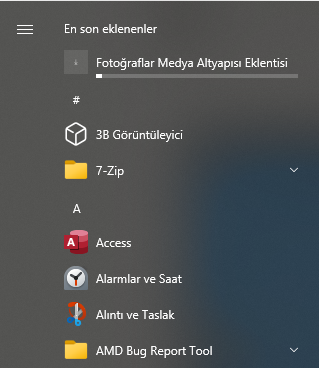 En son eklenenler
Fotoğraflar Medya Altyapısı Eklentisi
#
3B Görüntüleyici
7-Zip
A
Access
Alarmlar ve Saat
Alıntı ve Taslak
AMD Bug Report Tool